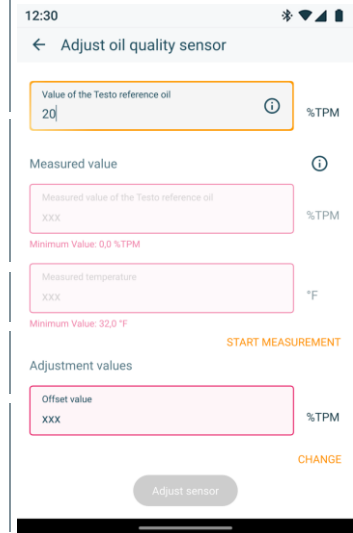 12:30
Adjust oil quality sensor
Value of the Testo reference oil
20
%TPM
Measured value
Measured value of the Testo reference oil
xxx
%TPM
Minimum Value: 0,0 %TPM
Measured temperature
xxx
°F
Minimum Value: 32,0 °F
START MEASUREMENT
Adjustment values
Offset value
xxx
%TPM
CHANGE
Adjust sensor